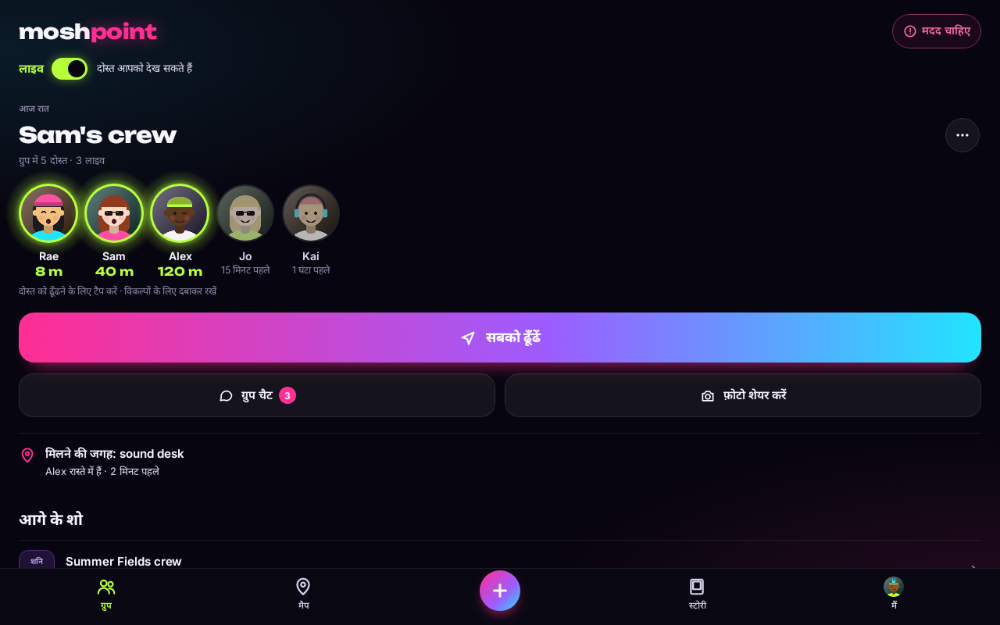 moshpoint
मदद चाहिए
लाइव
दोस्त आपको देख सकते हैं
आज रात
Sam's crew
ग्रुप में 5 दोस्त · 3 लाइव
Rae
8 m
Sam
40 m
Alex
120 m
Jo
15 मिनट पहले
Kai
1 घंटा पहले
दोस्त को ढूँढने के लिए टैप करें · विकल्पों के लिए दबाकर रखें
सबको ढूँढें
ग्रुप चैट 3
फ़ोटो शेयर करें
मिलने की जगह: sound desk
Alex रास्ते में हैं · 2 मिनट पहले
आगे के शो
शनि
Summer Fields crew
ग्रुप
मैप
स्टोरी
मैं